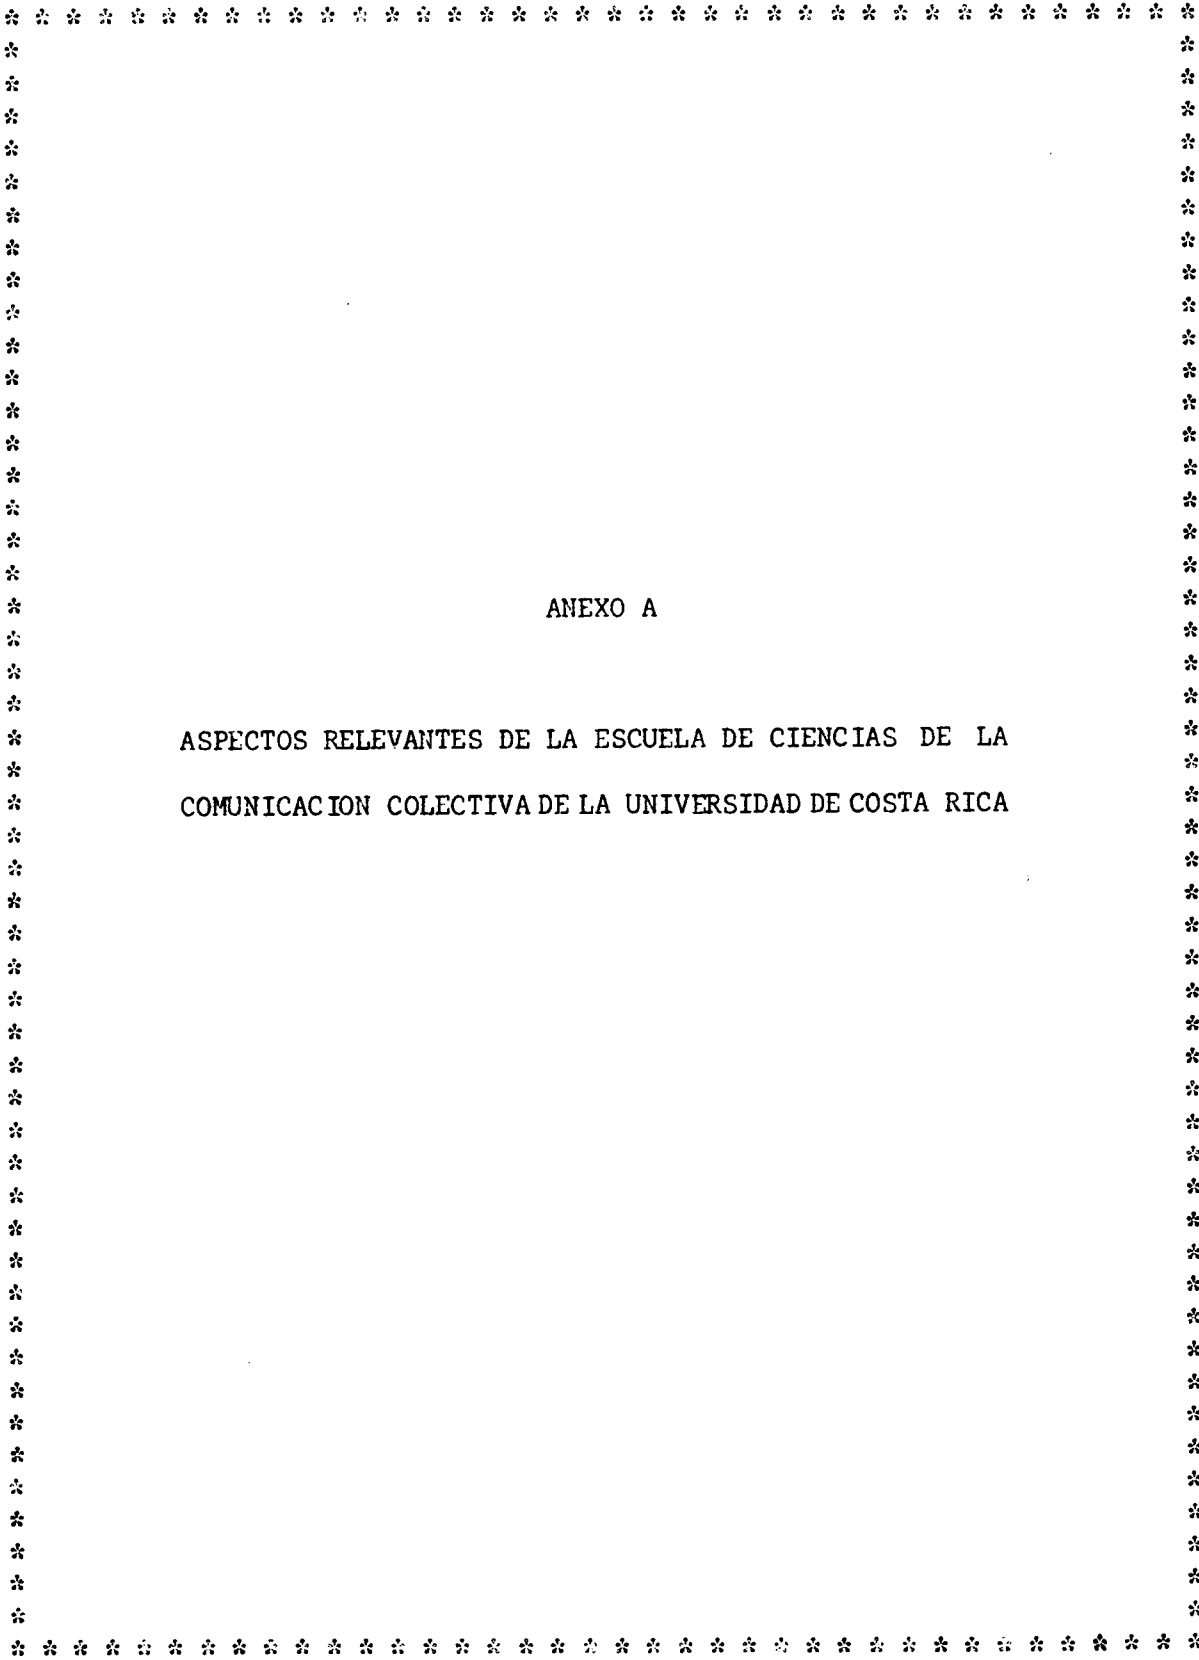 ANEXO A
ASPECTOS RELEVANTES DE LA ESCUELA DE CIENCIAS DE LA
COMUNICACION COLECTIVA DE LA UNIVERSIDAD DE COSTA RICA